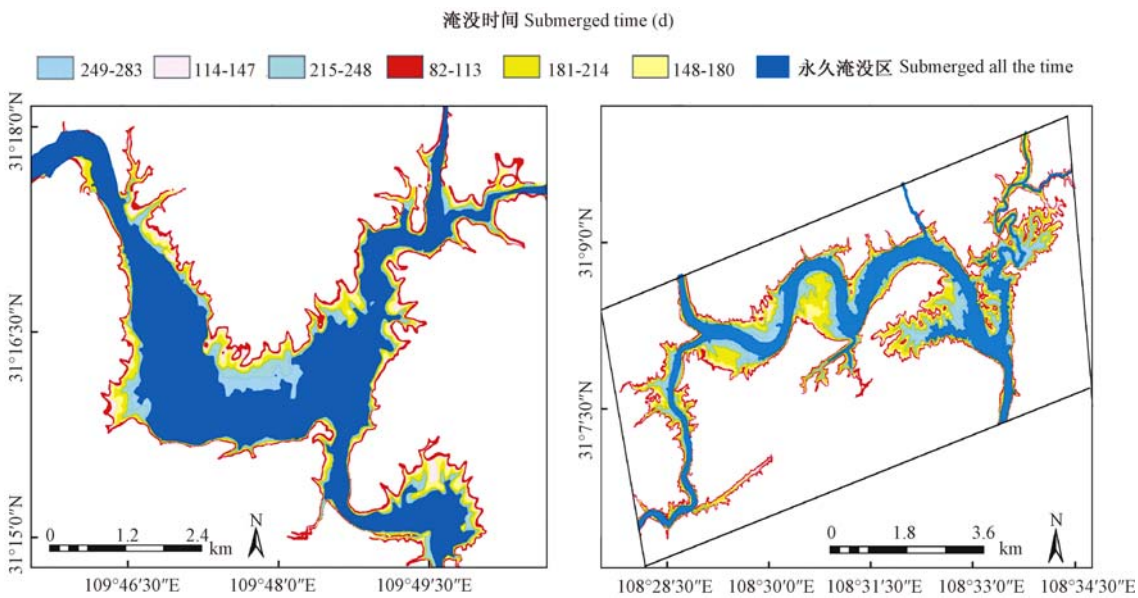 淹没时间 Submerged time (d)
249-283 114-147 215-248 82-113 181-214 148-180 永久淹没区 Submerged all the time
31°18′0″N
31°16′30″N
31°15′0″N
0 1.2 2.4
km
N
109°46′30″E 109°48′0″E 109°49′30″E
31°9′0″N
31°7′30″N
0 1.8 3.6
km
N
108°28′30″E 108°30′0″E 108°31′30″E 108°33′0″E 108°34′30″E